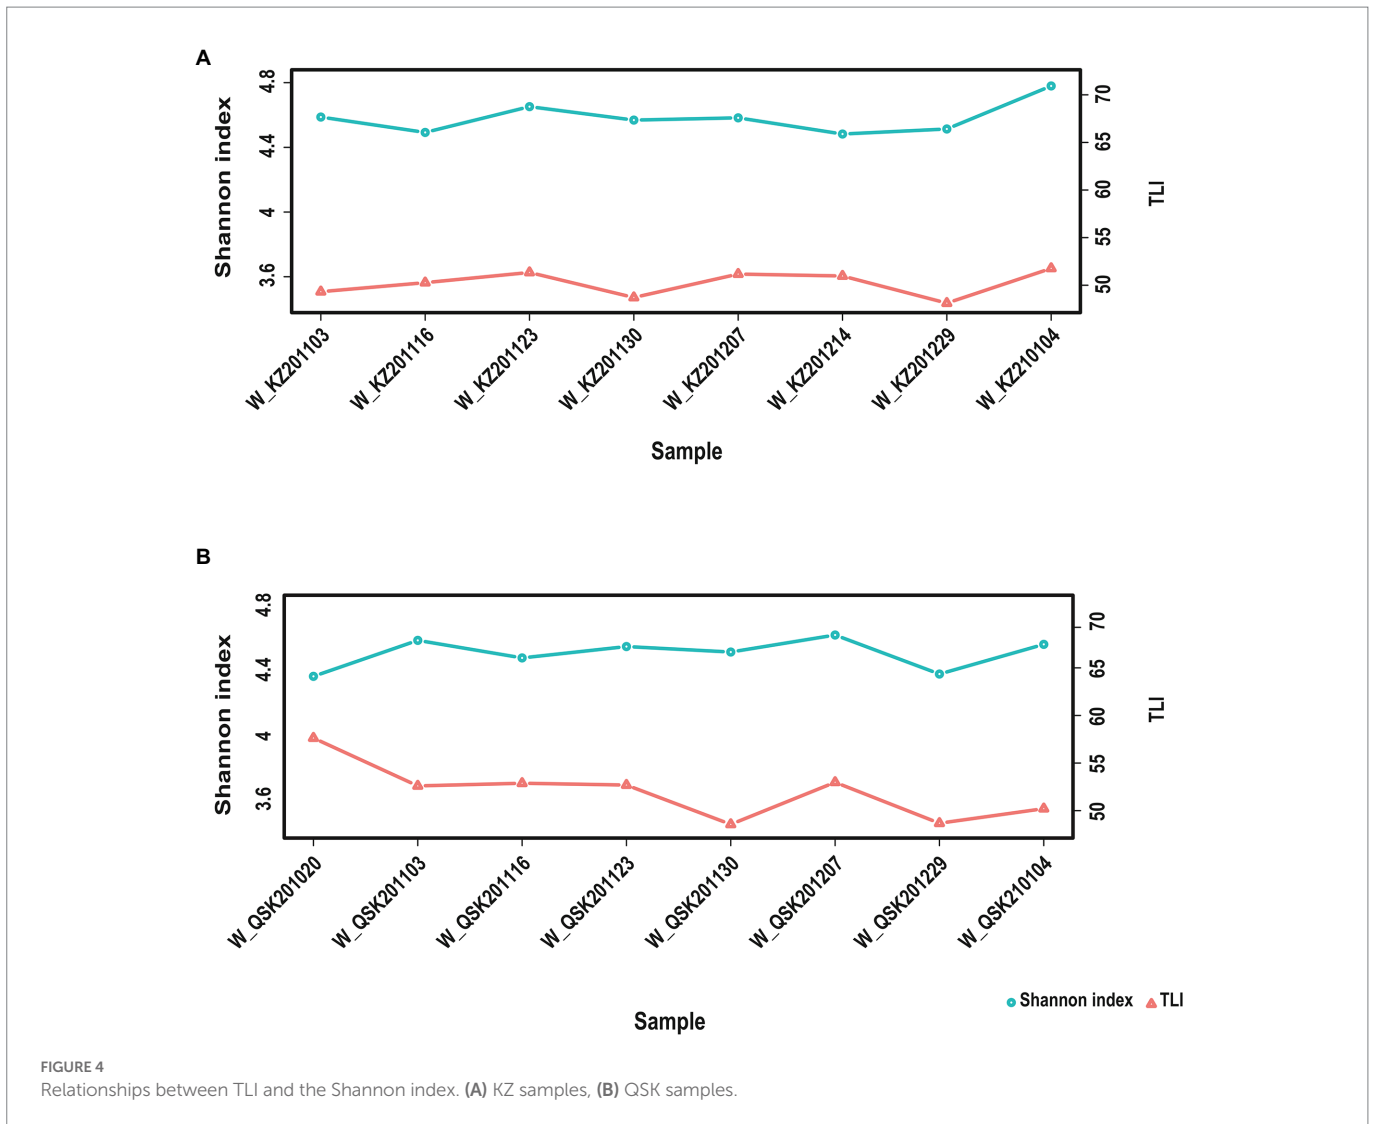 A
Shannon index
4.8
4.4
4
3.6
70
65
60
55
50
TLI
W_KZ201103
W_KZ201116
W_KZ201123
W_KZ201130
W_KZ201207
W_KZ201214
W_KZ201229
W_KZ210104
Sample
B
Shannon index
4.8
4.4
4
3.6
70
65
60
55
50
TLI
W_QSK201020
W_QSK201103
W_QSK201116
W_QSK201123
W_QSK201130
W_QSK201207
W_QSK201229
W_QSK210104
Shannon index TLI
Sample
FIGURE 4
Relationships between TLI and the Shannon index. (A) KZ samples, (B) QSK samples.